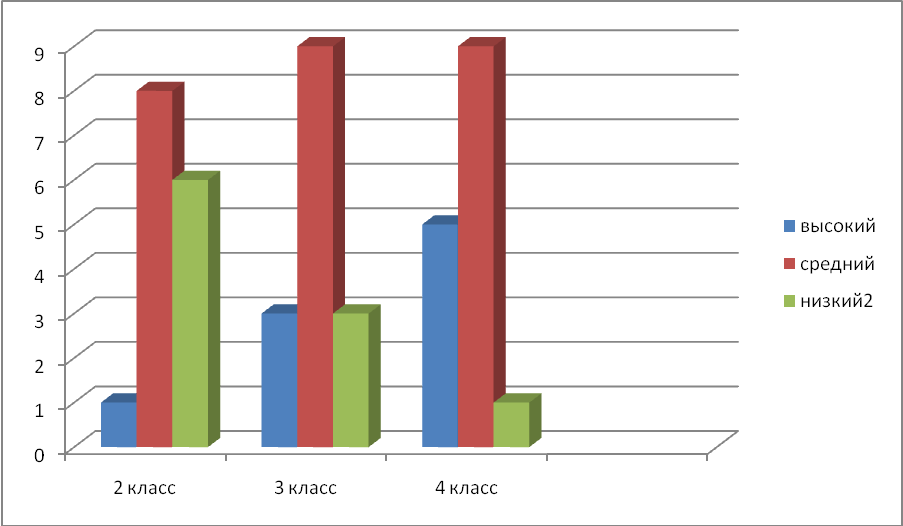 9
8
7
6
5
4
3
2
1
0
2 класс
3 класс
4 класс
высокий
средний
низкий2